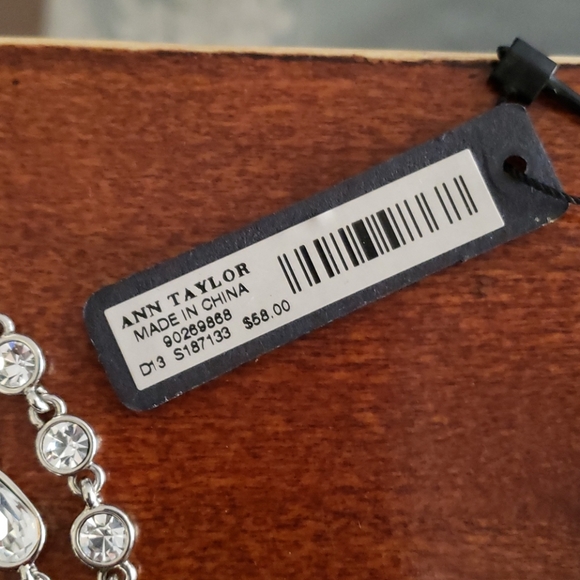 ANN TAYLOR
MADE IN CHINA
90269868
D13 S187133 $58.00